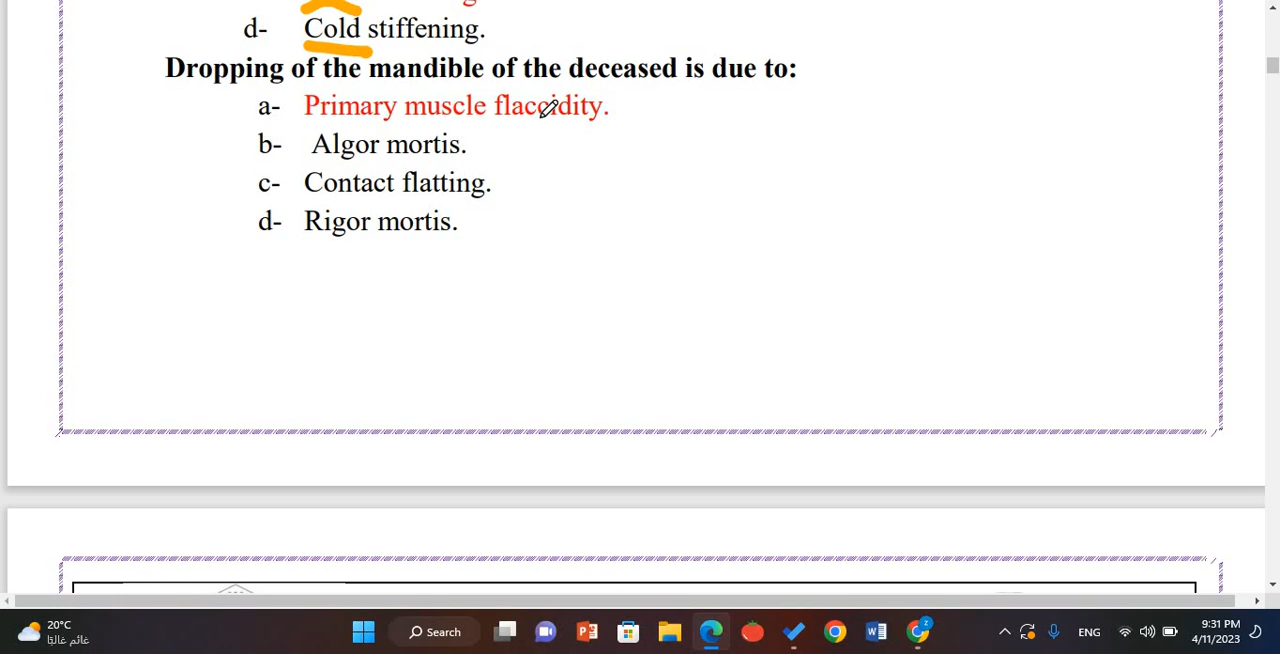 d- Cold stiffening.
Dropping of the mandible of the deceased is due to:
a- Primary muscle flaccidity.
b- Algor mortis.
c- Contact flatting.
d- Rigor mortis.
20°C
غائم غالبًا
Search
ENG
9:31 PM
4/11/2023